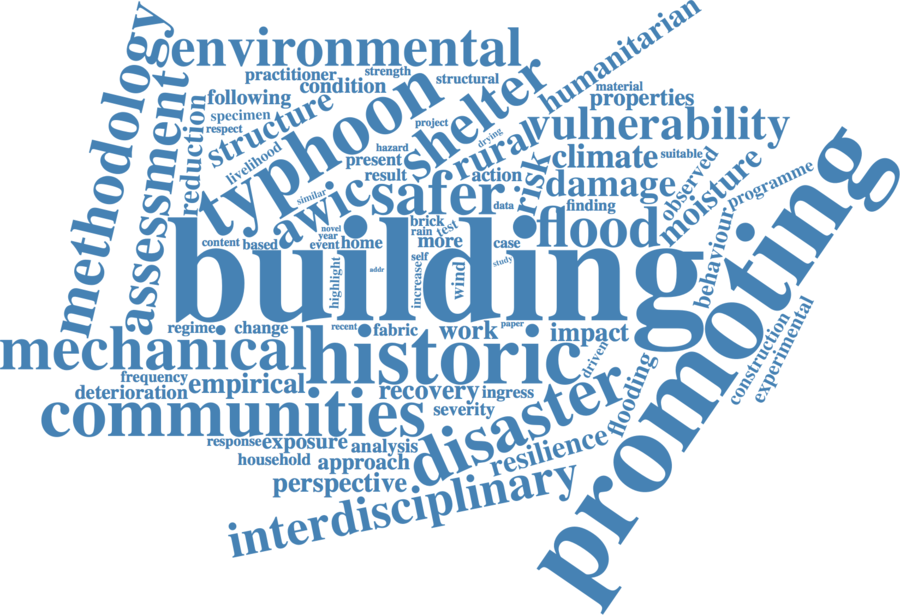 methodology
environmental
humanitarian
practitioner
strength
structural
condition
material
assessment
reduction
following
properties
specimen
structure
typhoon
shelter
vulnerability
respect
project
drying
livelihood
hazard
rural
climate
suitable
present
result
action
risk
observed
moisture
promoting
similar
awic
safer
data
damage
programme
finding
novel
brick
rain
test
flood
content
based
year
event
home
more
case
building
behaviour
highlight
addr
self
increase
wind
study
regime
change
recent
fabric
work
paper
impact
construction
experimental
mechanical
historic
driven
frequency
deterioration
empirical
recovery
ingress
disaster
flooding
communities
severity
response
exposure
analysis
resilience
household
approach
perspective
interdisciplinary